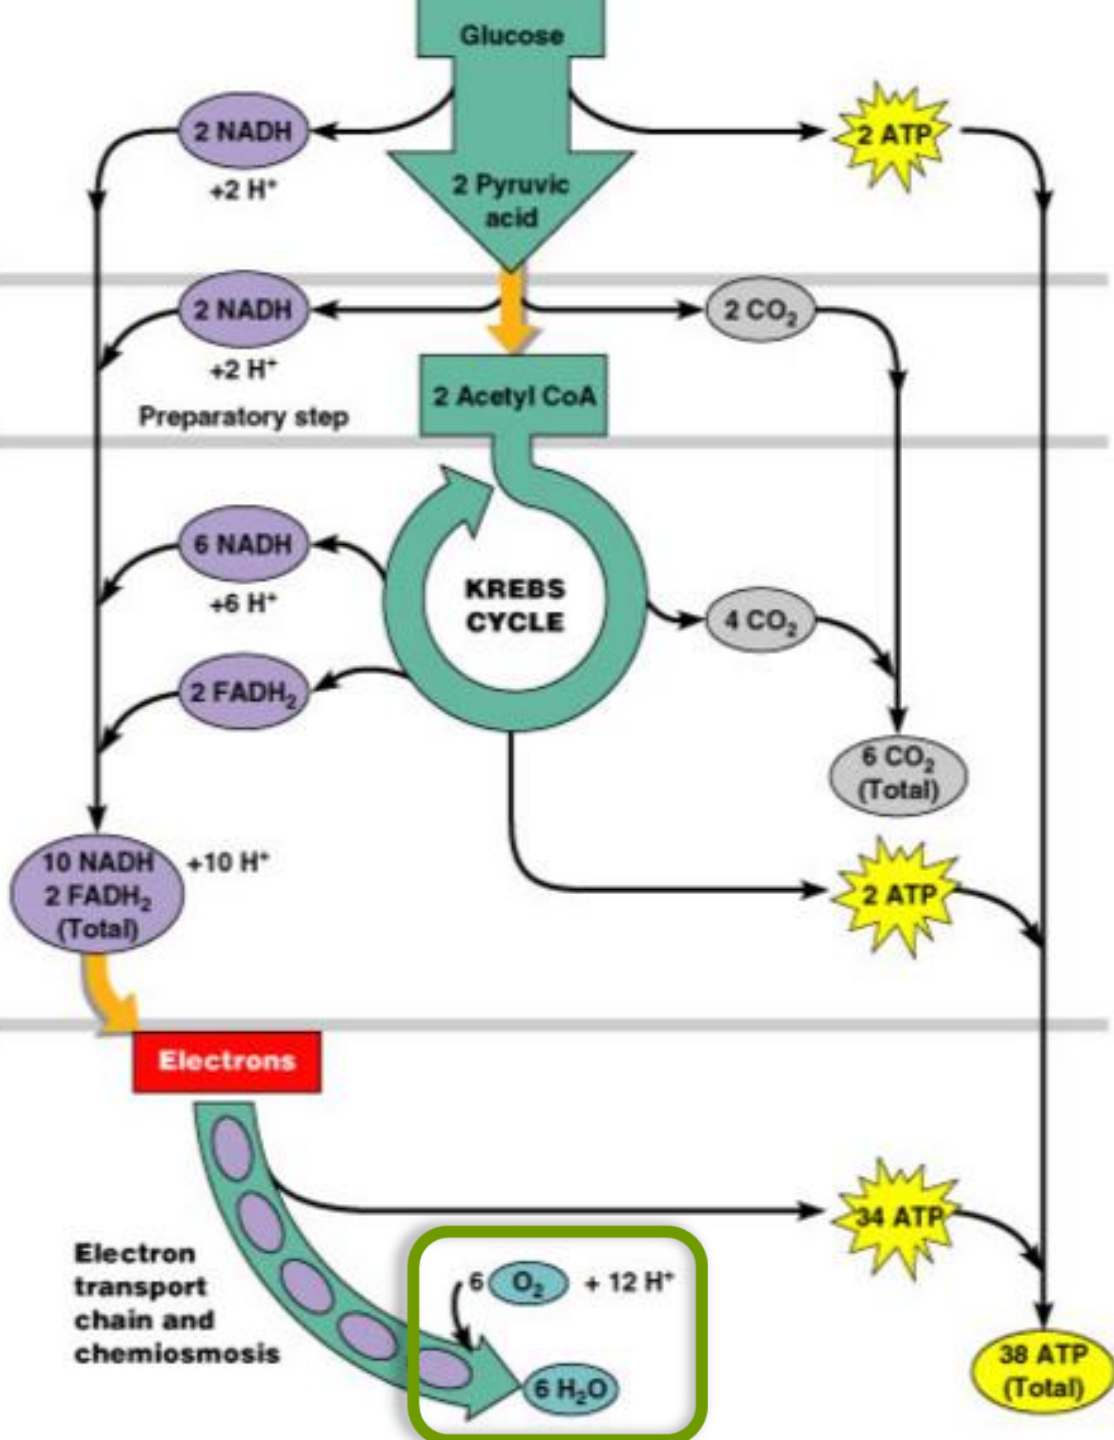 Glucose
2 NADH
+2 H⁺
2 ATP
2 Pyruvic
acid
2 NADH
+2 H⁺
2 CO₂
2 Acetyl CoA
Preparatory step
6 NADH
+6 H⁺
KREBS
CYCLE
4 CO₂
2 FADH₂
6 CO₂
(Total)
10 NADH
2 FADH₂
(Total)
+10 H⁺
2 ATP
Electrons
34 ATP
Electron
transport
chain and
chemiosmosis
6 O₂ + 12 H⁺
6 H₂O
38 ATP
(Total)